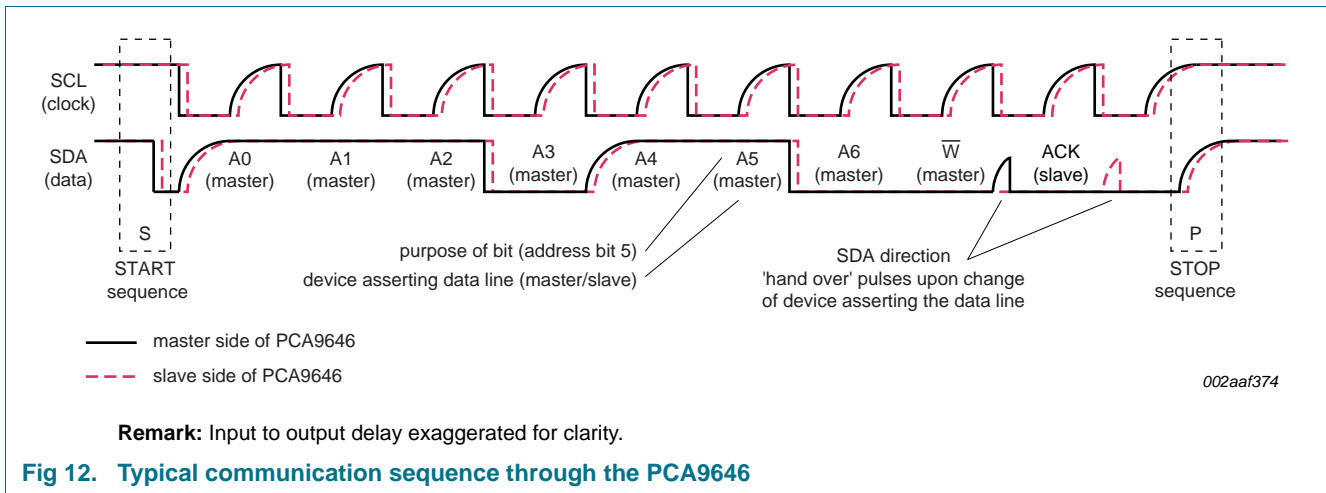 SCL
(clock)
SDA
(data)
A0
(master)
A1
(master)
A2
(master)
A3
(master)
A4
(master)
A5
(master)
A6
(master)
W̅
(master)
ACK
(slave)
S
START
sequence
purpose of bit (address bit 5)
device asserting data line (master/slave)
SDA direction
'hand over' pulses upon change
of device asserting the data line
P
STOP
sequence
master side of PCA9646
slave side of PCA9646
002aaf374
Remark: Input to output delay exaggerated for clarity.
Fig 12. Typical communication sequence through the PCA9646